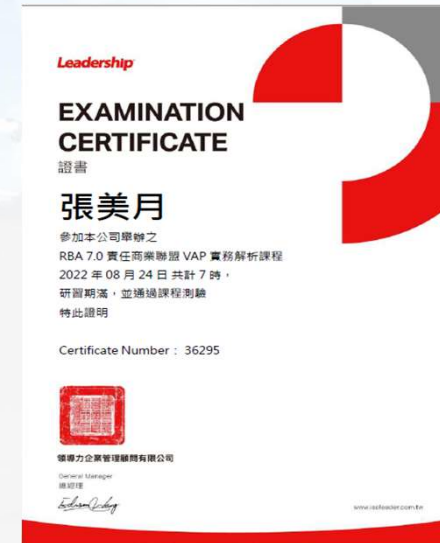 Leadership
EXAMINATION
CERTIFICATE
證書
張美月
參加本公司舉辦之
RBA 7.0 責任商業聯盟 VAP 實務解析課程
2022 年 08 月 24 日 共計 7 時，
研習期滿，並通過課程測驗
特此證明
Certificate Number： 36295
領導力企業管理顧問有限公司
General Manager
總經理